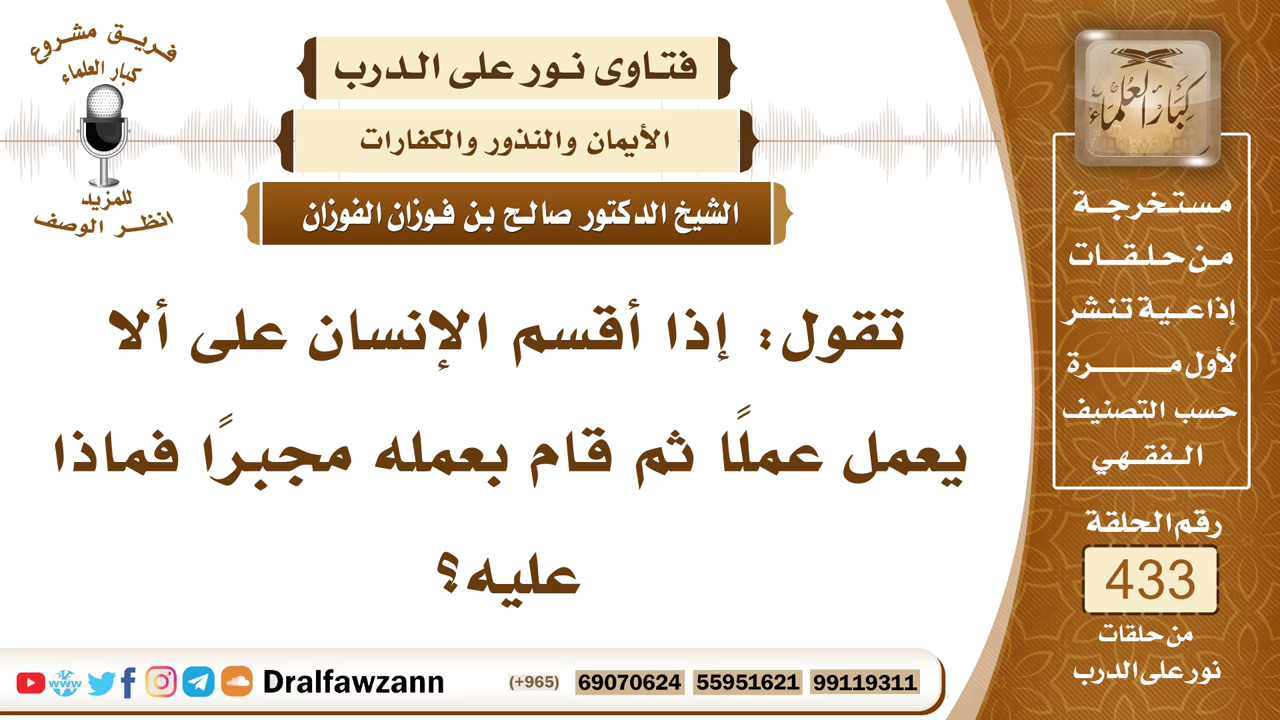 فريق مشروع
كبار العلماء
للمزيد
انظر الوصف
فتاوى نور على الدرب
الأيمان والنذور والكفارات
الشيخ الدكتور صالح بن فوزان الفوزان
تقول: إذا أقسم الإنسان على ألا
يعمل عملًا ثم قام بعمله مجبرًا فماذا
عليه؟
كبار العلماء
مستخرجة
من حلقات
إذاعية تنشر
لأول مرة
حسب التصنيف
الفقهي
رقم الحلقة
433
من حلقات
نور على الدرب
www Dralfawzann (+965) 69070624 55951621 99119311